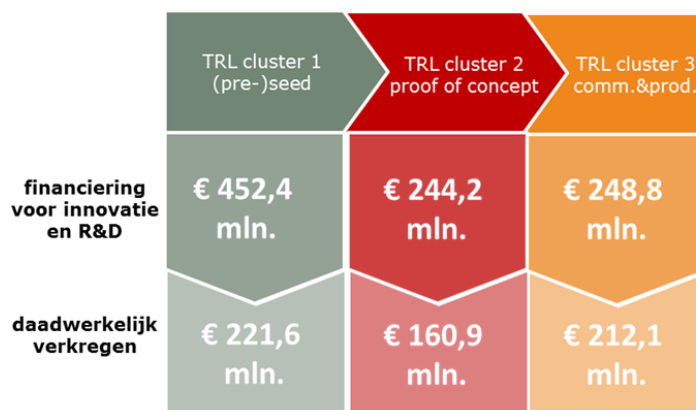 TRL cluster 1
(pre-)seed
TRL cluster 2
proof of concept
TRL cluster 3
comm.&prod.
financiering
voor innovatie
en R&D
€ 452,4
mln.
€ 244,2
mln.
€ 248,8
mln.
daadwerkelijk
verkregen
€ 221,6
mln.
€ 160,9
mln.
€ 212,1
mln.